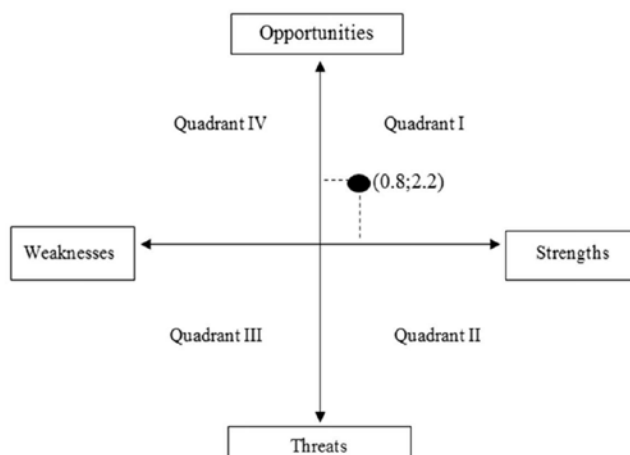 Opportunities
Quadrant IV
Quadrant I
(0.8;2.2)
Weaknesses
Strengths
Quadrant III
Quadrant II
Threats